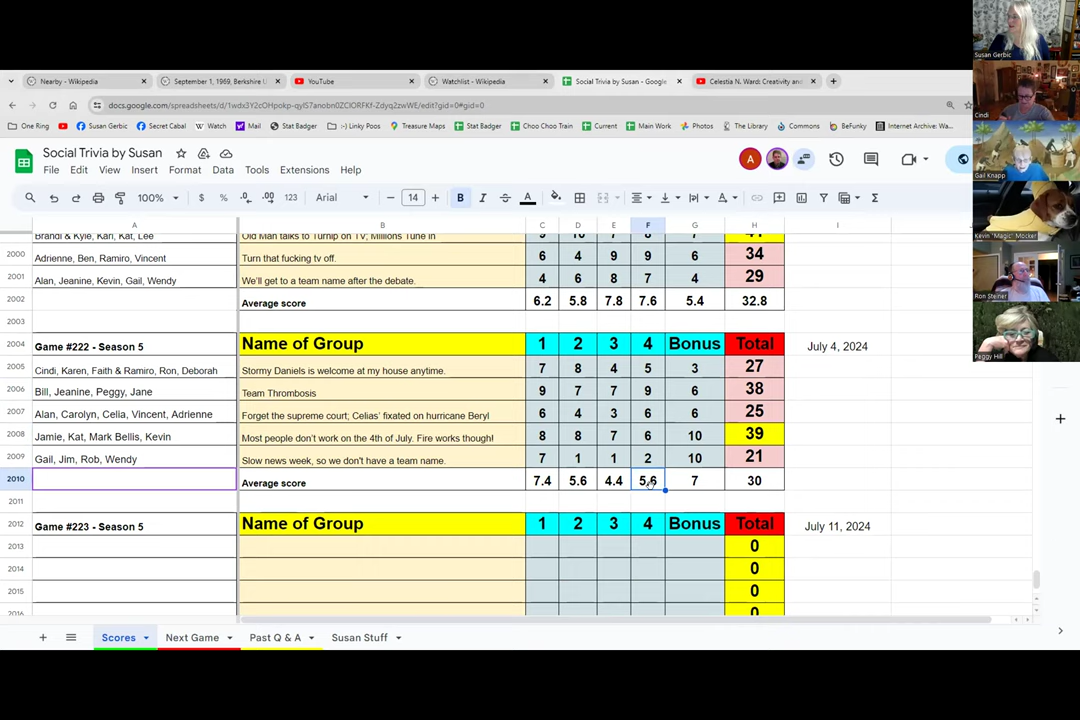 Nearby - Wikipedia
September 1, 1969, Berkshire U
YouTube
Watchlist - Wikipedia
Social Trivia by Susan - Google
Celestia N. Ward: Creativity an
docs.google.com/spreadsheets/d/1wdx3Y2cOHpokp-qyIS7anobn0ZClORFKf-Zdyq2zwWE/edit?gid=0#gid=0
One Ring
Susan Gerbic
Secret Cabal
Watch
Mail
Stat Badger
:-) Linky Poos
Treasure Maps
Stat Badger
Choo Choo Train
Current
Main Work
Photos
The Library
Commons
BeFunky
Internet Archive: Wa...
Social Trivia by Susan
File Edit View Insert Format Data Tools Extensions Help
100% $ % .0 .00 123 Arial 14 B I A
A B C D E F G H I
Brandi & Kyle, Kari, Kat, Lee Old Man talks to Turnip on TV; Millions Tune in
2000 Adrienne, Ben, Ramiro, Vincent Turn that fucking tv off. 6 4 9 9 6 34
2001 Alan, Jeanine, Kevin, Gail, Wendy We'll get to a team name after the debate. 4 6 8 7 4 29
2002 Average score 6.2 5.8 7.8 7.6 5.4 32.8
2003
2004 Game #222 - Season 5 Name of Group 1 2 3 4 Bonus Total July 4, 2024
2005 Cindi, Karen, Faith & Ramiro, Ron, Deborah Stormy Daniels is welcome at my house anytime. 7 8 4 5 3 27
2006 Bill, Jeanine, Peggy, Jane Team Thrombosis 9 7 7 9 6 38
2007 Alan, Carolyn, Celia, Vincent, Adrienne Forget the supreme court; Celias' fixated on hurricane Beryl 6 4 3 6 6 25
2008 Jamie, Kat, Mark Bellis, Kevin Most people don't work on the 4th of July. Fire works though! 8 8 7 6 10 39
2009 Gail, Jim, Rob, Wendy Slow news week, so we don't have a team name. 7 1 1 2 10 21
2010 Average score 7.4 5.6 4.4 5.6 7 30
2011
2012 Game #223 - Season 5 Name of Group 1 2 3 4 Bonus Total July 11, 2024
2013 0
2014 0
2015 0
2016 0
Scores
Next Game
Past Q & A
Susan Stuff
A
Susan Gerbic
Cindi
Gail Knapp
Kevin "Magic" Mocker
Ron Steiner
Peggy Hill